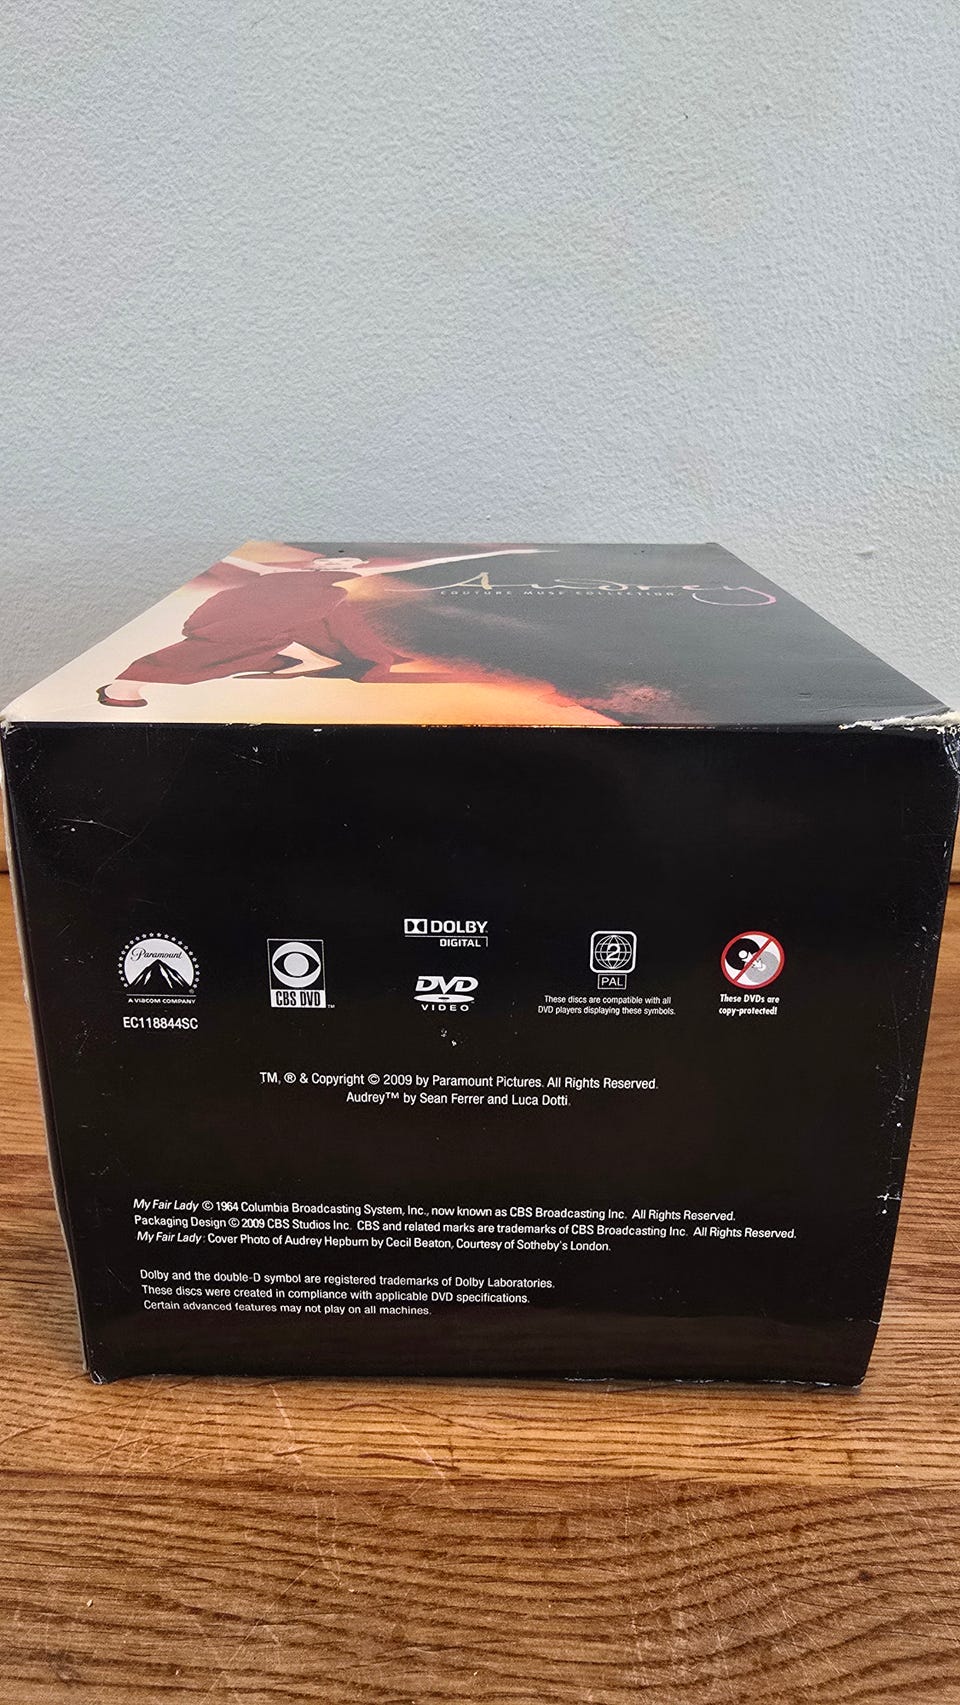 Audrey
COUTURE MUSE COLLECTION
Paramount
A VIACOM COMPANY
EC118844SC
CBS DVD™
DOLBY
DIGITAL
DVD
VIDEO
2
PAL
These discs are compatible with all
DVD players displaying these symbols.
These DVDs are
copy-protected!
TM, ® & Copyright © 2009 by Paramount Pictures. All Rights Reserved.
Audrey™ by Sean Ferrer and Luca Dotti.
My Fair Lady © 1964 Columbia Broadcasting System, Inc., now known as CBS Broadcasting Inc. All Rights Reserved.
Packaging Design © 2009 CBS Studios Inc. CBS and related marks are trademarks of CBS Broadcasting Inc. All Rights Reserved.
My Fair Lady: Cover Photo of Audrey Hepburn by Cecil Beaton, Courtesy of Sotheby's London.
Dolby and the double-D symbol are registered trademarks of Dolby Laboratories.
These discs were created in compliance with applicable DVD specifications.
Certain advanced features may not play on all machines.